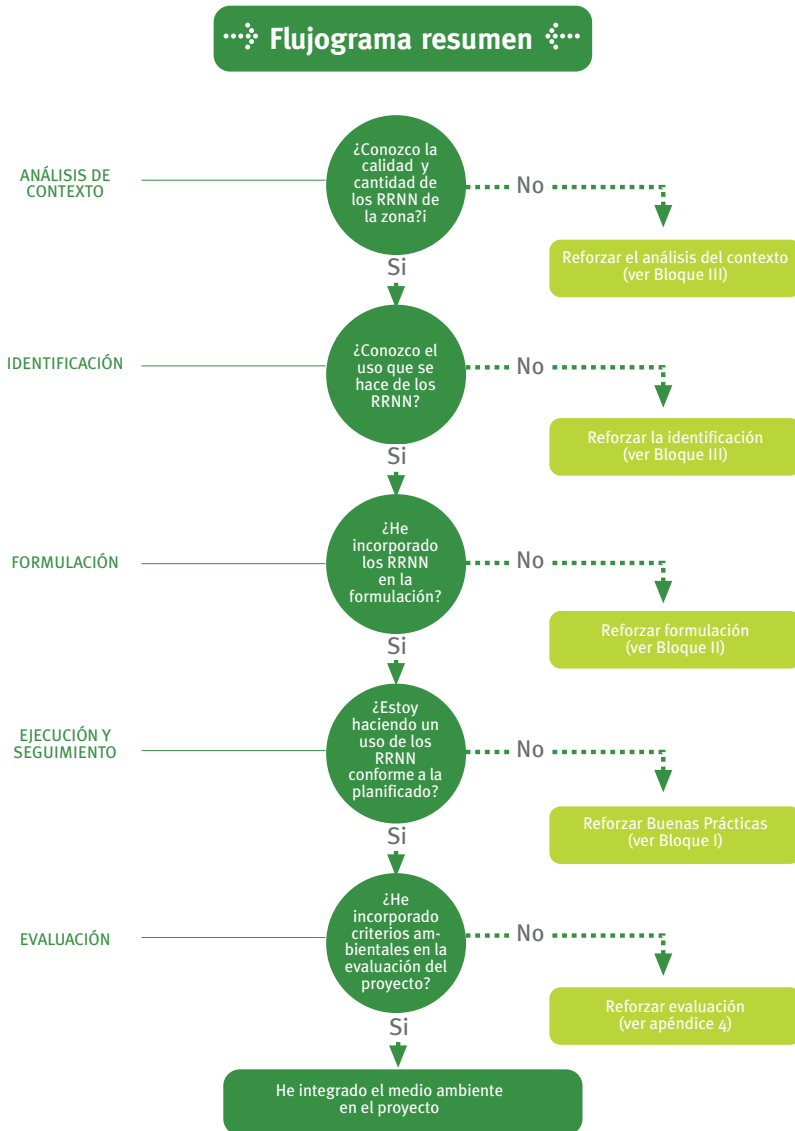 Flujograma resumen
ANÁLISIS DE
CONTEXTO
¿Conozco la
calidad y
cantidad de
los RRNN de
la zona?i
No
Reforzar el análisis del contexto
(ver Bloque III)
Si
IDENTIFICACIÓN
¿Conozco el
uso que se
hace de los
RRNN?
No
Reforzar la identificación
(ver Bloque III)
Si
FORMULACIÓN
¿He
incorporado
los RRNN
en la
formulación?
No
Reforzar formulación
(ver Bloque II)
Si
EJECUCIÓN Y
SEGUIMIENTO
¿Estoy
haciendo un
uso de los
RRNN
conforme a la
planificado?
No
Reforzar Buenas Prácticas
(ver Bloque I)
Si
EVALUACIÓN
¿He
incorporado
criterios am-
bientales en la
evaluación del
proyecto?
No
Reforzar evaluación
(ver apéndice 4)
Si
He integrado el medio ambiente
en el proyecto